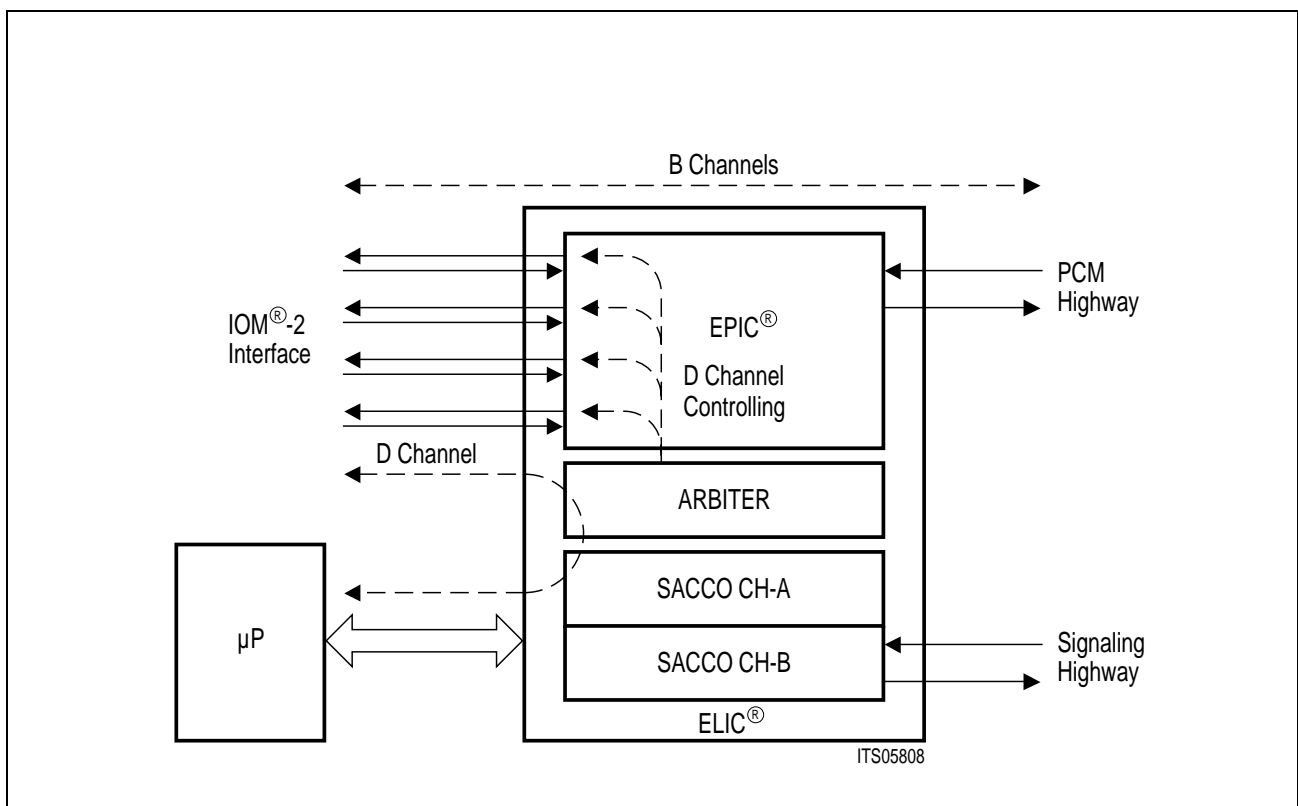 B Channels
IOM®-2
Interface
PCM
Highway
EPIC®
D Channel
Controlling
D Channel
ARBITER
SACCO CH-A
µP
SACCO CH-B
Signaling
Highway
ELIC®
ITS05808